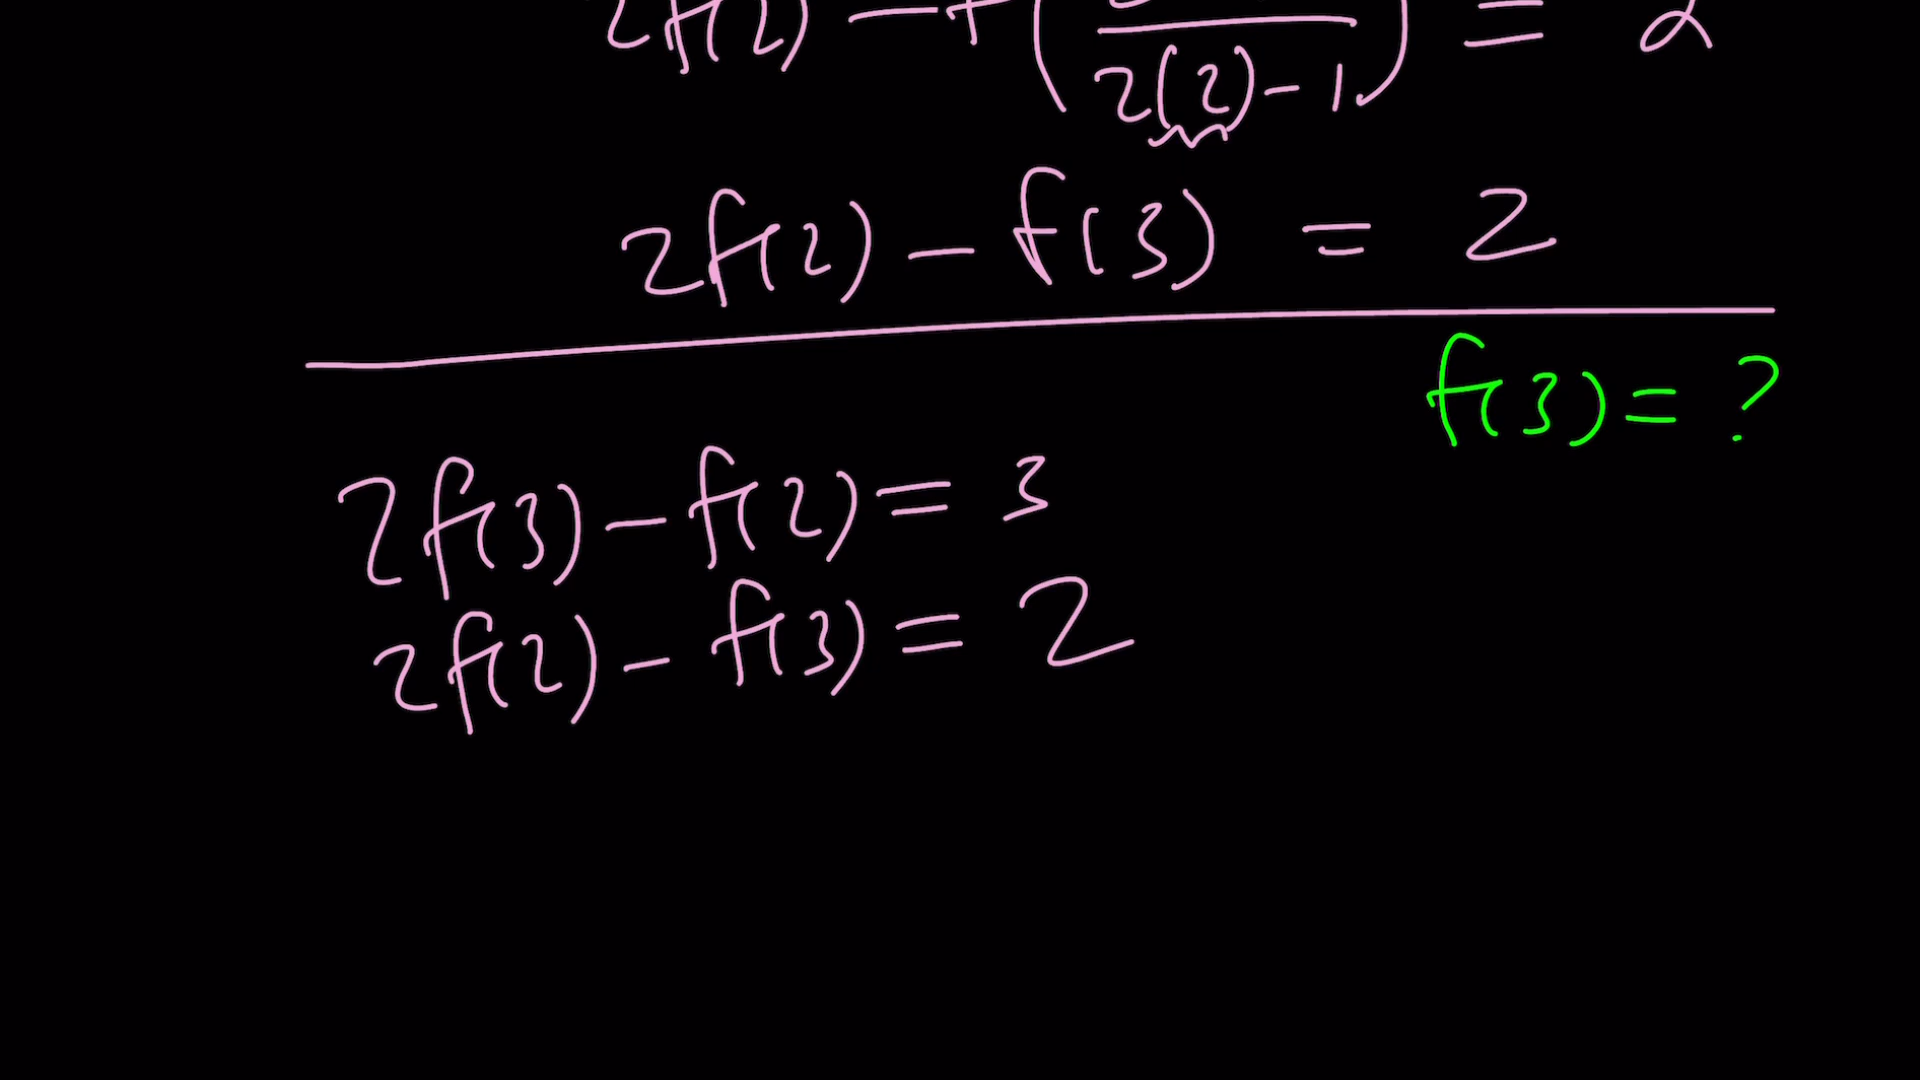 2f(2) - f( /2(2)-1) = 2
2f(2) - f(3) = 2
f(3) = ?
2f(3) - f(2) = 3
2f(2) - f(3) = 2